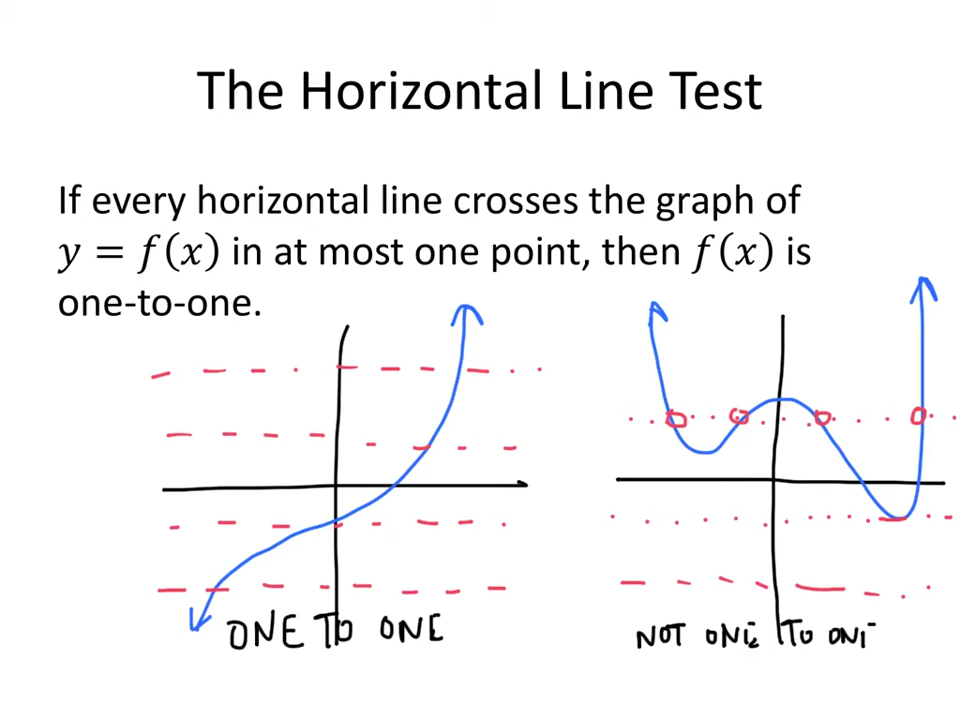 The Horizontal Line Test
If every horizontal line crosses the graph of
y = f(x) in at most one point, then f(x) is
one-to-one.
ONE TO ONE
NOT ONE TO ONE